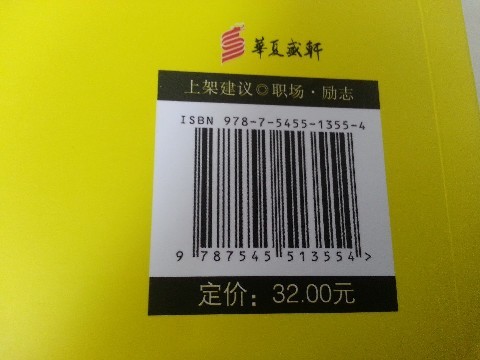 華夏盛軒
上架建议◎职场·励志
ISBN 978-7-5455-1355-4
9 787545 513554 >
定价：32.00元